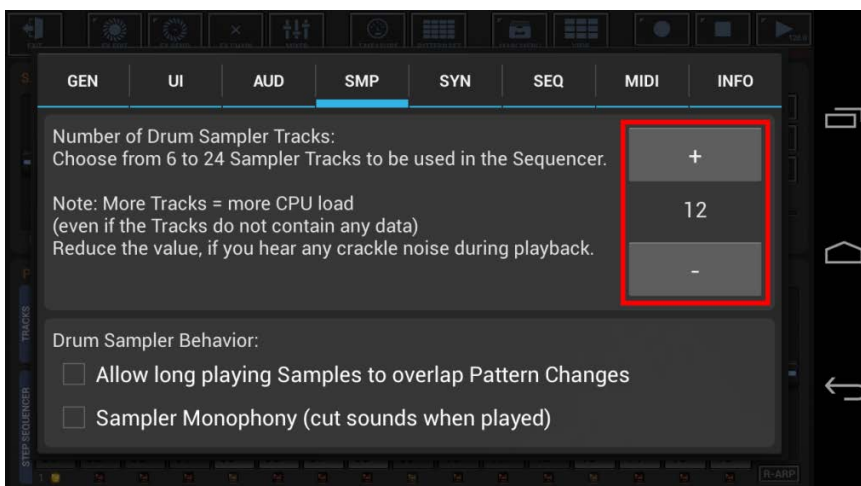 EXIT
GEN
UI
AUD
SMP
SYN
SEQ
MIDI
INFO
Number of Drum Sampler Tracks:
Choose from 6 to 24 Sampler Tracks to be used in the Sequencer.
+
Note: More Tracks = more CPU load
12
(even if the Tracks do not contain any data)
Reduce the value, if you hear any crackle noise during playback.
-
TRACKS
Drum Sampler Behavior:
Allow long playing Samples to overlap Pattern Changes
Sampler Monophony (cut sounds when played)
STEP SEQUENCER
R-ARP